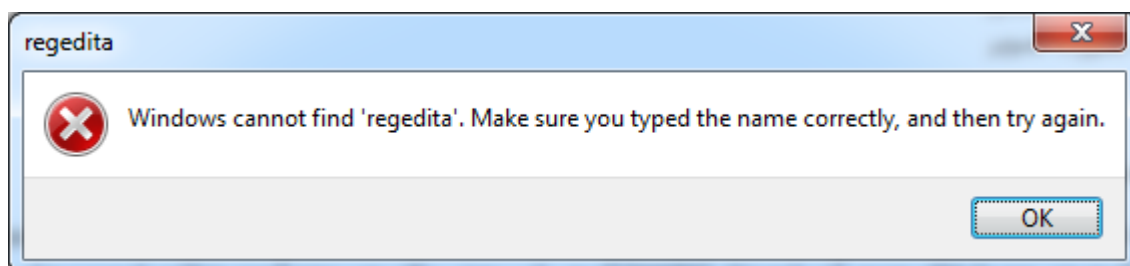 regedita
Windows cannot find 'regedita'. Make sure you typed the name correctly, and then try again.
OK